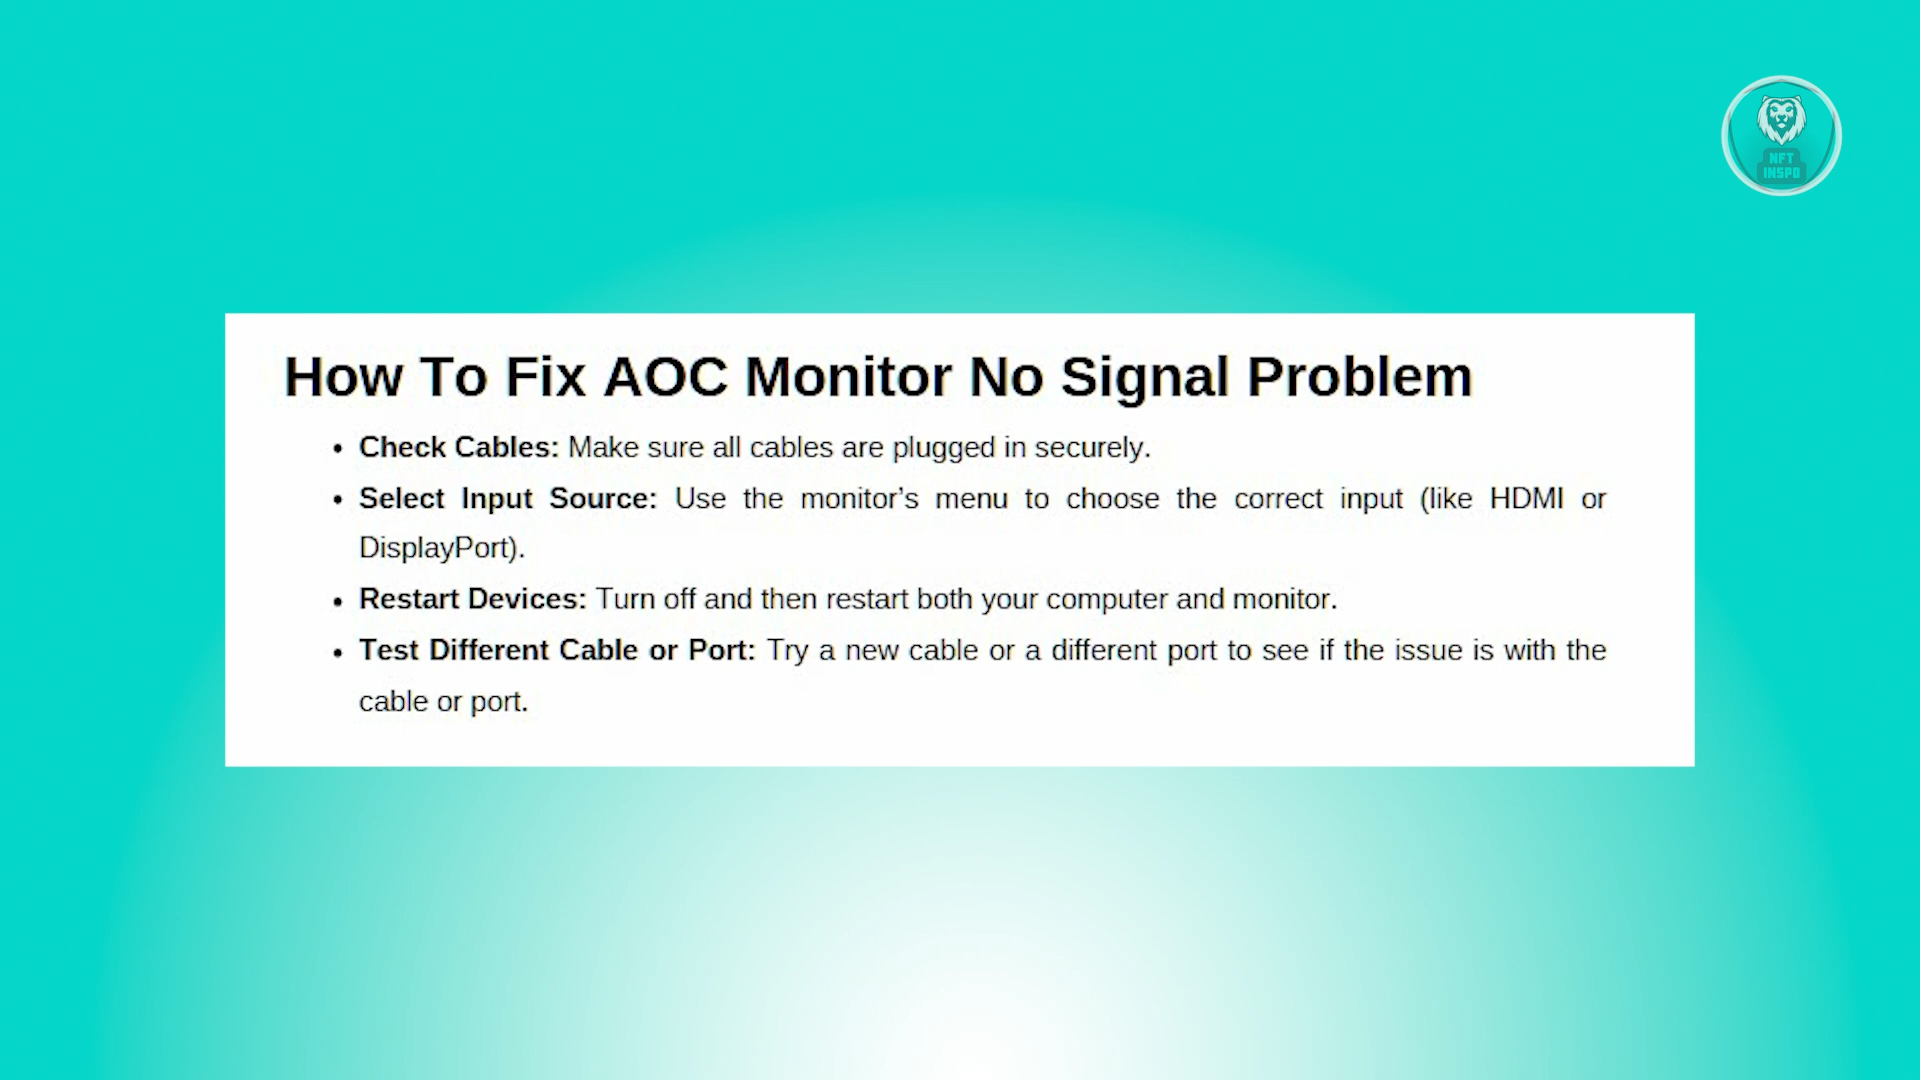 NFT
INSPO
How To Fix AOC Monitor No Signal Problem
• Check Cables: Make sure all cables are plugged in securely.
• Select Input Source: Use the monitor’s menu to choose the correct input (like HDMI or
DisplayPort).
• Restart Devices: Turn off and then restart both your computer and monitor.
• Test Different Cable or Port: Try a new cable or a different port to see if the issue is with the
cable or port.